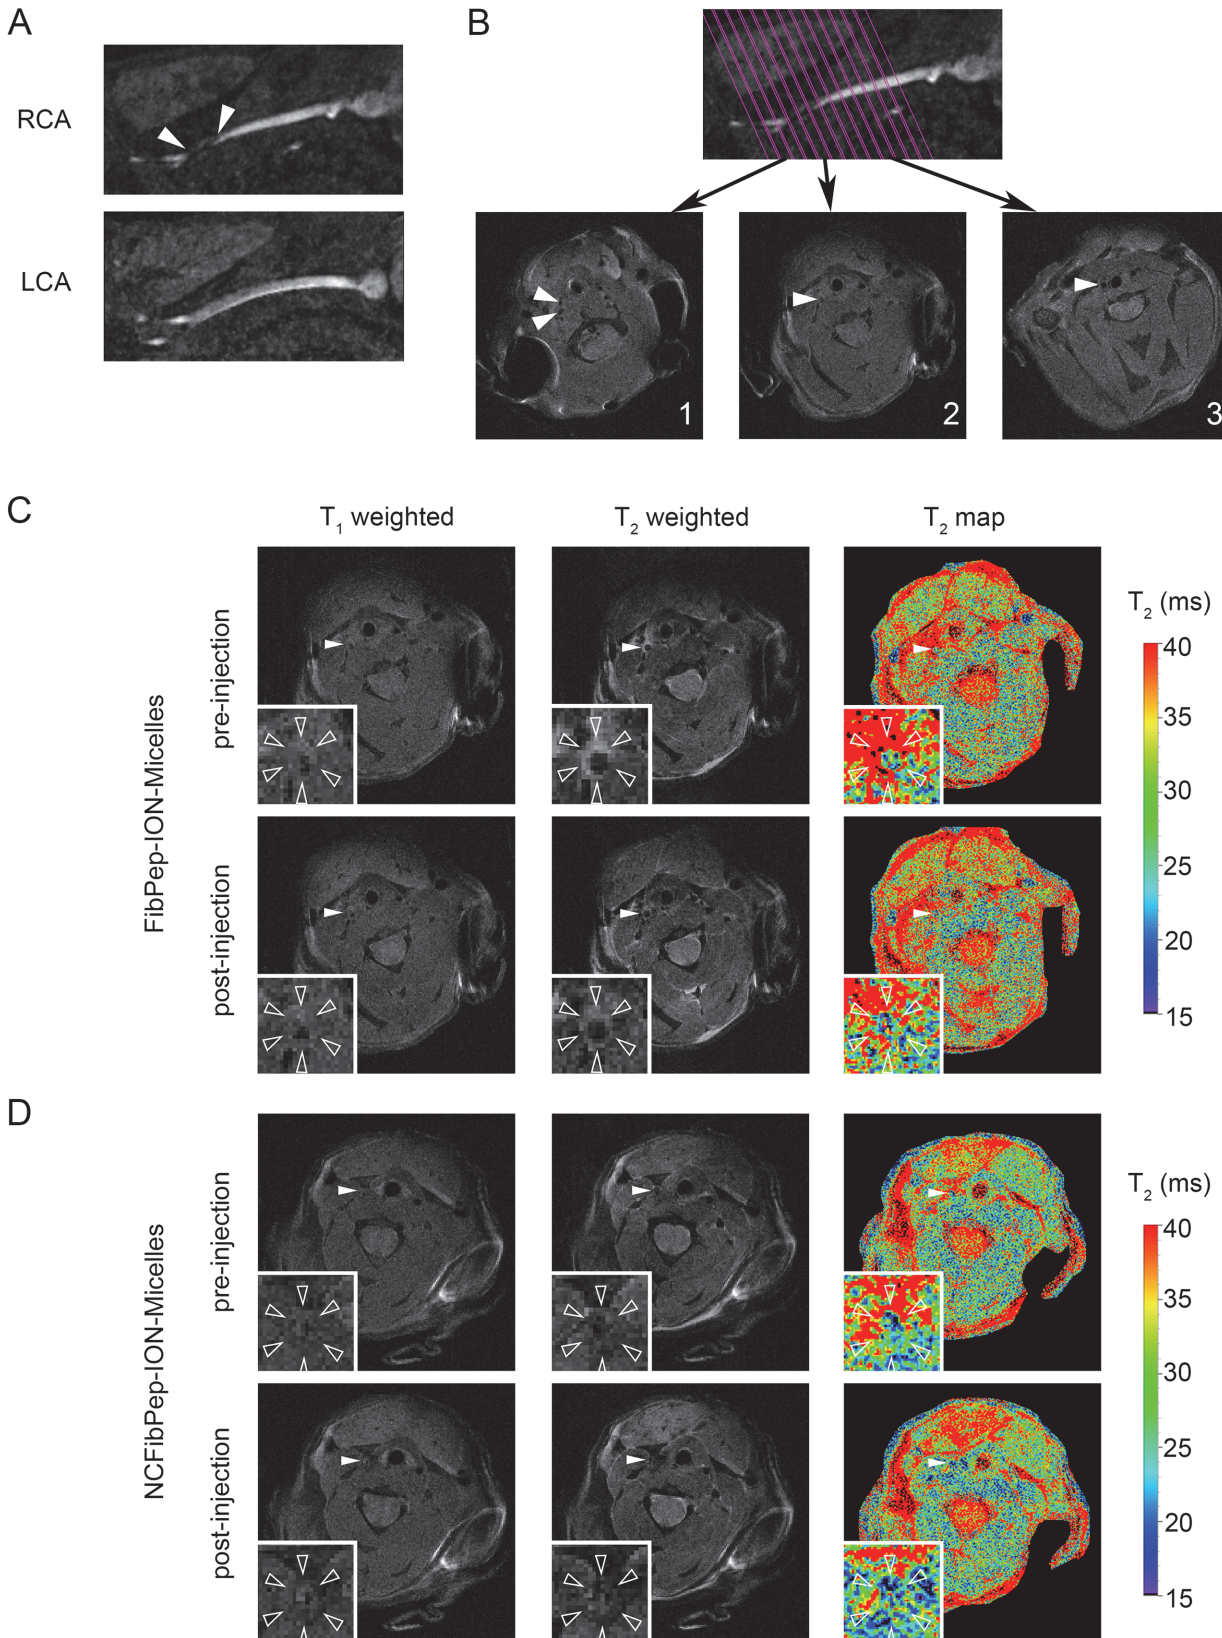 A
RCA
LCA
B
1
2
3
C
T1 weighted
T2 weighted
T2 map
FibPep-ION-Micelles
pre-injection
post-injection
T2 (ms)
40
35
30
25
20
15
D
NCFibPep-ION-Micelles
pre-injection
post-injection
T2 (ms)
40
35
30
25
20
15